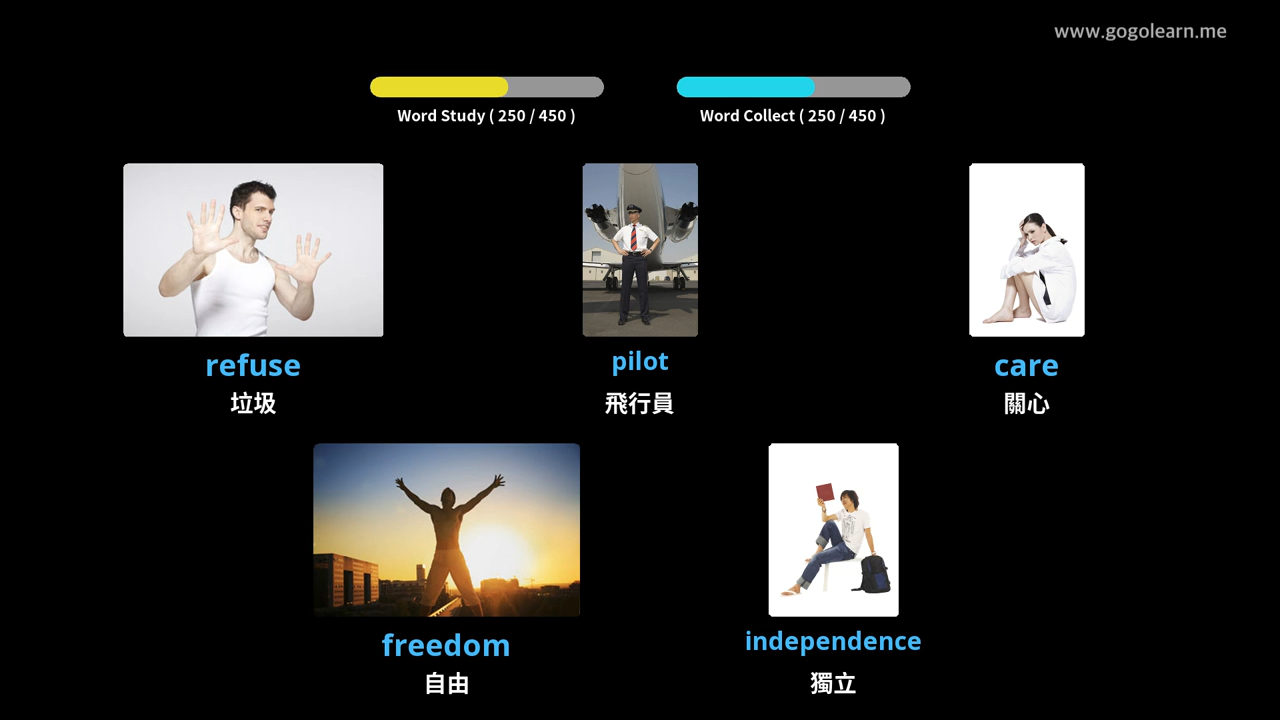 www.gogolearn.me
Word Study ( 250 / 450 )
Word Collect ( 250 / 450 )
refuse
垃圾
pilot
飛行員
care
關心
freedom
自由
independence
獨立